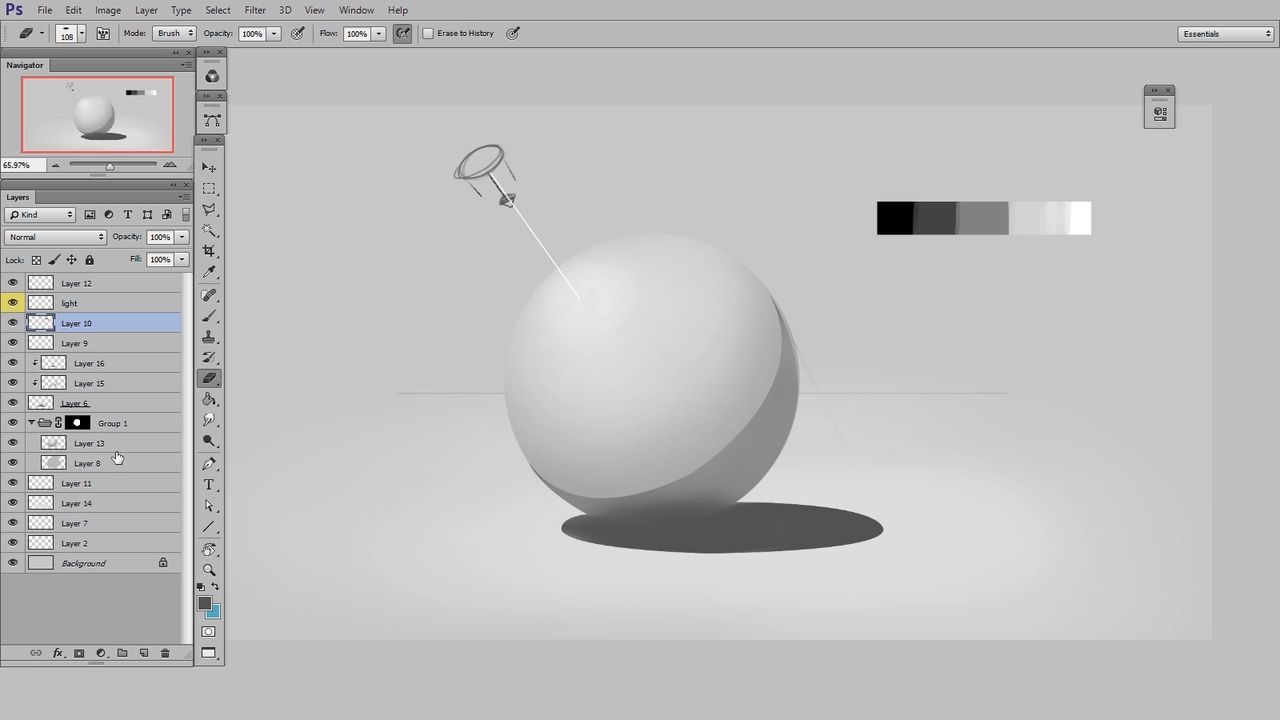 Ps File Edit Image Layer Type Select Filter 3D View Window Help
108 Mode: Brush Opacity: 100% Flow: 100% Erase to History Essentials
Navigator
65.97%
Layers
Kind T
Normal Opacity: 100%
Lock: Fill: 100%
Layer 12
light
Layer 10
Layer 9
Layer 16
Layer 15
Layer 6
Group 1
Layer 13
Layer 8
Layer 11
Layer 14
Layer 7
Layer 2
Background
fx
T